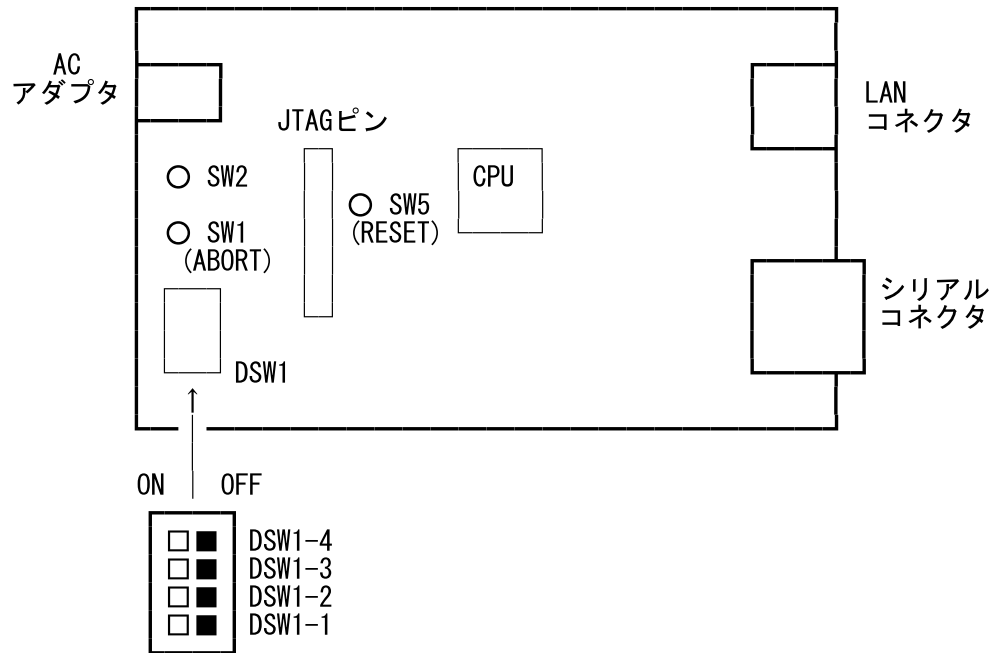 AC
アダプタ
LAN
コネクタ
JTAGピン
CPU
SW2
SW5
(RESET)
SW1
(ABORT)
シリアル
コネクタ
DSW1
ON
OFF
DSW1-4
DSW1-3
DSW1-2
DSW1-1